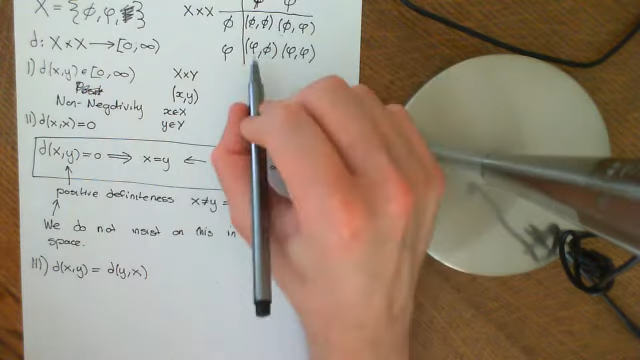 X = {ϕ, φ, }
X×X
ϕ φ
ϕ (ϕ,ϕ) (ϕ,φ)
φ (φ,ϕ) (φ,φ)
d: X×X → [0,∞)
I) d(x,y) ∈ [0,∞)
Non-Negativity
X×Y
(x,y)
x∈X
y∈Y
II) d(x,x)=0
d(x,y)=0 ⟹ x=y ←
positive definiteness x≠y =
We do not insist on this in
space.
III) d(x,y) = d(y,x)